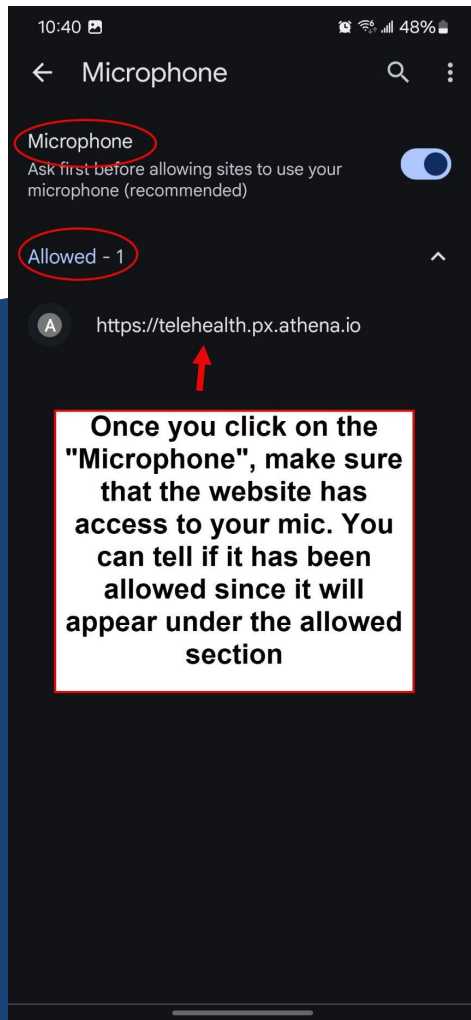 10:40 48%
Microphone
Microphone
Ask first before allowing sites to use your
microphone (recommended)
Allowed - 1
A https://telehealth.px.athena.io
Once you click on the
"Microphone", make sure
that the website has
access to your mic. You
can tell if it has been
allowed since it will
appear under the allowed
section